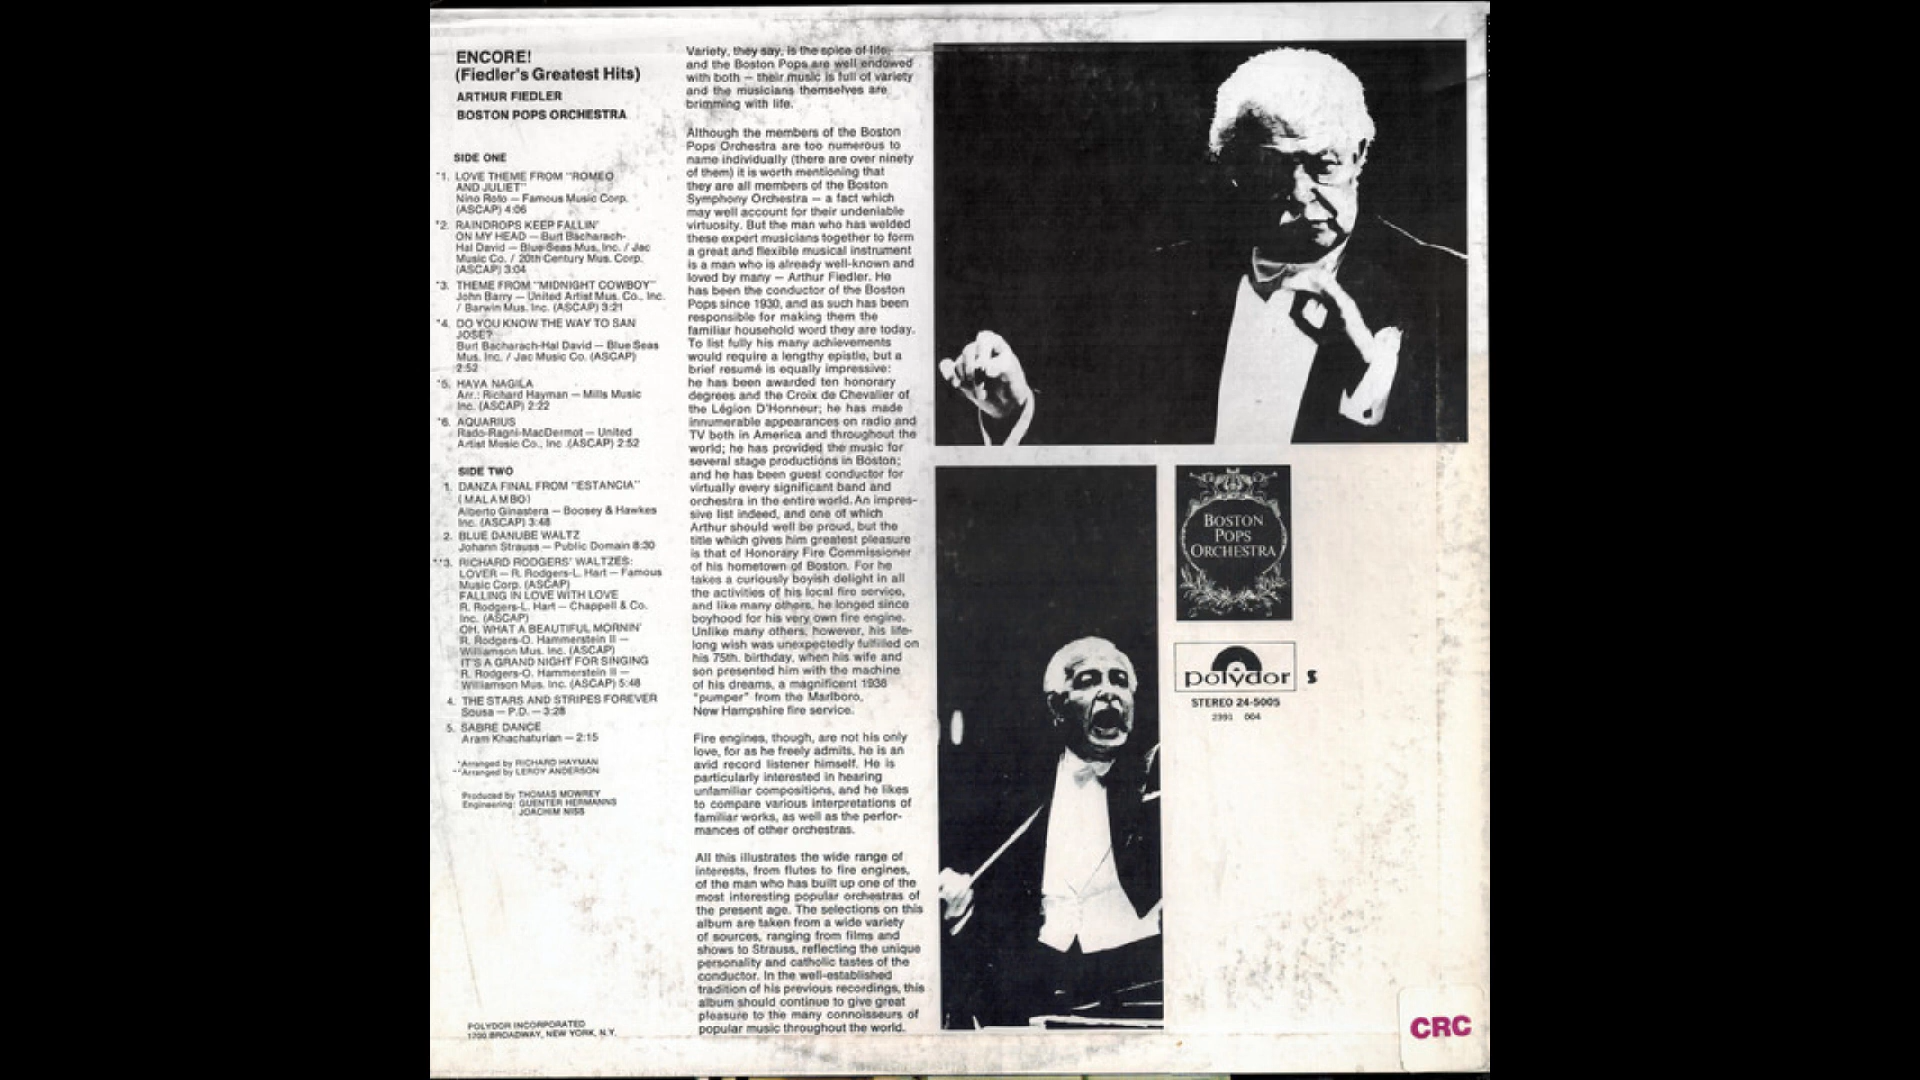 ENCORE!
(Fiedler's Greatest Hits)
ARTHUR FIEDLER
BOSTON POPS ORCHESTRA
SIDE ONE
*1. LOVE THEME FROM "ROMEO
AND JULIET"
Nino Roto — Famous Music Corp.
(ASCAP) 4:06
*2. RAINDROPS KEEP FALLIN'
ON MY HEAD — Burt Bacharach-
Hal David — Blue Seas Mus. Inc. / Jac
Music Co. / 20th Century Mus. Corp.
(ASCAP) 3:04
*3. THEME FROM "MIDNIGHT COWBOY"
John Barry — United Artist Mus. Co., Inc.
/ Barwin Mus. Inc. (ASCAP) 3:21
*4. DO YOU KNOW THE WAY TO SAN
JOSE?
Burt Bacharach-Hal David — Blue Seas
Mus. Inc. / Jac Music Co. (ASCAP)
2:52
*5. HAVA NAGILA
Arr.: Richard Hayman — Mills Music
Inc. (ASCAP) 2:22
*6. AQUARIUS
Rado-Ragni-MacDermot — United
Artist Music Co., Inc. (ASCAP) 2:52
SIDE TWO
1. DANZA FINAL FROM "ESTANCIA"
(MALAMBO)
Alberto Ginastera — Boosey & Hawkes
Inc. (ASCAP) 3:48
2. BLUE DANUBE WALTZ
Johann Strauss — Public Domain 8:30
**3. RICHARD RODGERS' WALTZES:
LOVER — R. Rodgers-L. Hart — Famous
Music Corp. (ASCAP)
FALLING IN LOVE WITH LOVE
R. Rodgers-L. Hart — Chappell & Co.
Inc. (ASCAP)
OH, WHAT A BEAUTIFUL MORNIN'
R. Rodgers-O. Hammerstein II —
Williamson Mus. Inc. (ASCAP)
IT'S A GRAND NIGHT FOR SINGING
R. Rodgers-O. Hammerstein II —
Williamson Mus. Inc. (ASCAP) 5:48
4. THE STARS AND STRIPES FOREVER
Sousa — P.D. — 3:28
5. SABRE DANCE
Aram Khachaturian — 2:15
*Arranged by RICHARD HAYMAN
**Arranged by LEROY ANDERSON
Produced by THOMAS MOWREY
Engineering: GUENTER HERMANNS
JOACHIM NISS
POLYDOR INCORPORATED
1700 BROADWAY, NEW YORK, N.Y.
Variety, they say, is the spice of life,
and the Boston Pops are well endowed
with both — their music is full of variety
and the musicians themselves are
brimming with life.
Although the members of the Boston
Pops Orchestra are too numerous to
name individually (there are over ninety
of them) it is worth mentioning that
they are all members of the Boston
Symphony Orchestra — a fact which
may well account for their undeniable
virtuosity. But the man who has welded
these expert musicians together to form
a great and flexible musical instrument
is a man who is already well-known and
loved by many — Arthur Fiedler. He
has been the conductor of the Boston
Pops since 1930, and as such has been
responsible for making them the
familiar household word they are today.
To list fully his many achievements
would require a lengthy epistle, but a
brief resumé is equally impressive:
he has been awarded ten honorary
degrees and the Croix de Chevalier of
the Légion D'Honneur; he has made
innumerable appearances on radio and
TV both in America and throughout the
world; he has provided the music for
several stage productions in Boston;
and he has been guest conductor for
virtually every significant band and
orchestra in the entire world. An impres-
sive list indeed, and one of which
Arthur should well be proud, but the
title which gives him greatest pleasure
is that of Honorary Fire Commissioner
of his hometown of Boston. For he
takes a curiously boyish delight in all
the activities of his local fire service,
and like many others, he longed since
boyhood for his very own fire engine.
Unlike many others, however, his life-
long wish was unexpectedly fulfilled on
his 75th. birthday, when his wife and
son presented him with the machine
of his dreams, a magnificent 1938
"pumper" from the Marlboro,
New Hampshire fire service.
Fire engines, though, are not his only
love, for as he freely admits, he is an
avid record listener himself. He is
particularly interested in hearing
unfamiliar compositions, and he likes
to compare various interpretations of
familiar works, as well as the perfor-
mances of other orchestras.
All this illustrates the wide range of
interests, from flutes to fire engines,
of the man who has built up one of the
most interesting popular orchestras of
the present age. The selections on this
album are taken from a wide variety
of sources, ranging from films and
shows to Strauss, reflecting the unique
personality and catholic tastes of the
conductor. In the well-established
tradition of his previous recordings, this
album should continue to give great
pleasure to the many connoisseurs of
popular music throughout the world.
BOSTON
POPS
ORCHESTRA
polydor S
STEREO 24-5005
2391 004
CRC